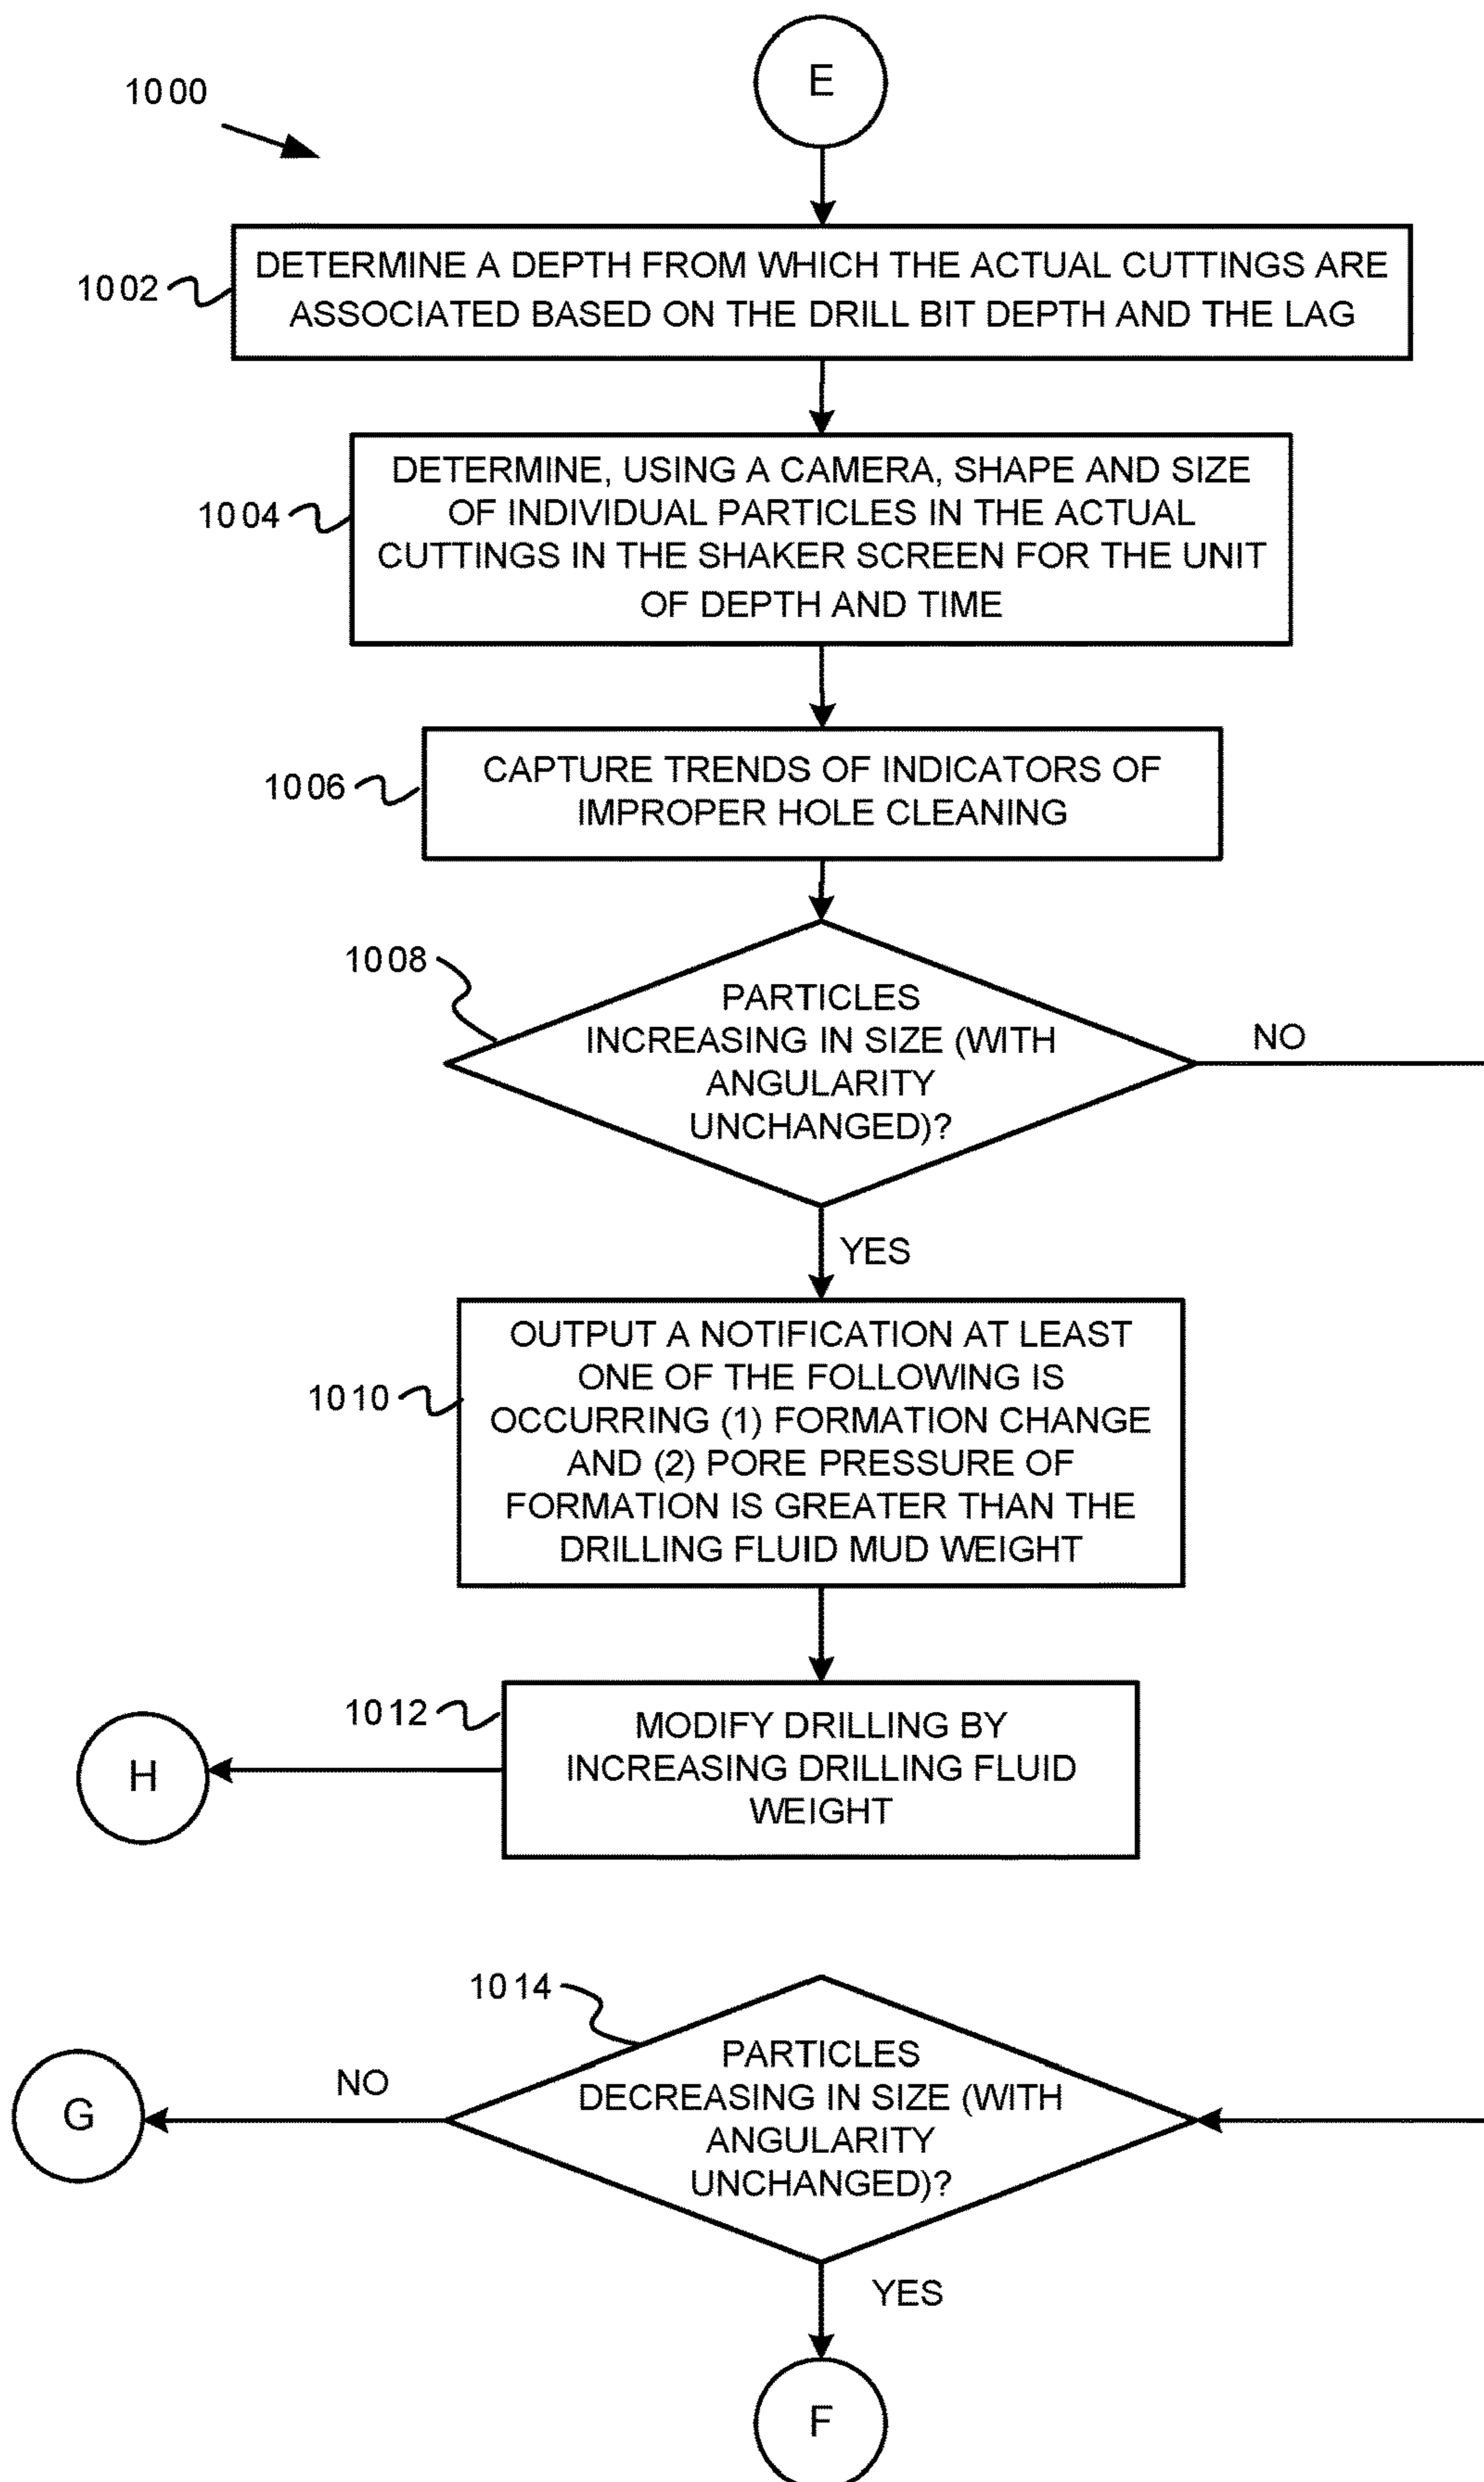 E
1000
1002
DETERMINE A DEPTH FROM WHICH THE ACTUAL CUTTINGS ARE
ASSOCIATED BASED ON THE DRILL BIT DEPTH AND THE LAG
1004
DETERMINE, USING A CAMERA, SHAPE AND SIZE
OF INDIVIDUAL PARTICLES IN THE ACTUAL
CUTTINGS IN THE SHAKER SCREEN FOR THE UNIT
OF DEPTH AND TIME
1006
CAPTURE TRENDS OF INDICATORS OF
IMPROPER HOLE CLEANING
1008
PARTICLES
INCREASING IN SIZE (WITH
ANGULARITY
UNCHANGED)?
NO
YES
1010
OUTPUT A NOTIFICATION AT LEAST
ONE OF THE FOLLOWING IS
OCCURRING (1) FORMATION CHANGE
AND (2) PORE PRESSURE OF
FORMATION IS GREATER THAN THE
DRILLING FLUID MUD WEIGHT
1012
MODIFY DRILLING BY
INCREASING DRILLING FLUID
WEIGHT
H
1014
PARTICLES
DECREASING IN SIZE (WITH
ANGULARITY
UNCHANGED)?
NO
G
YES
F